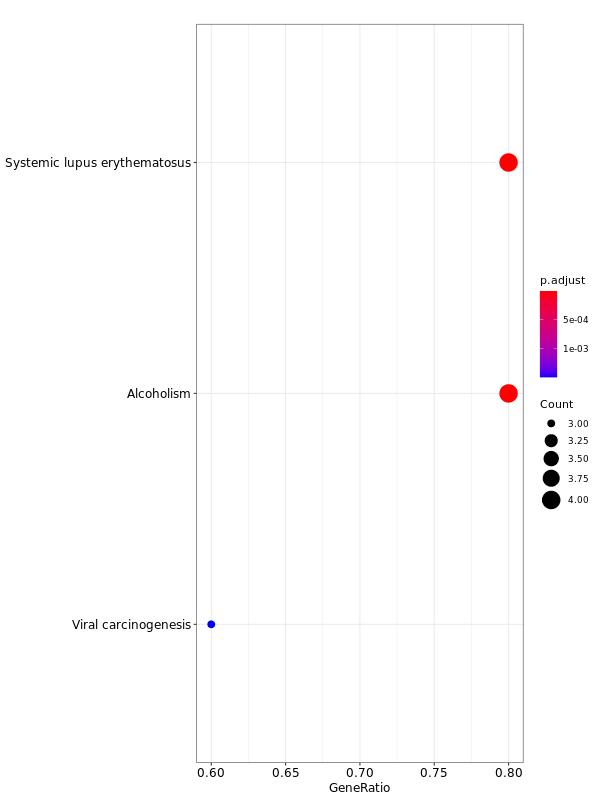 Systemic lupus erythematosus
Alcoholism
Viral carcinogenesis
0.60 0.65 0.70 0.75 0.80
GeneRatio
p.adjust
5e-04
1e-03
Count
3.00
3.25
3.50
3.75
4.00